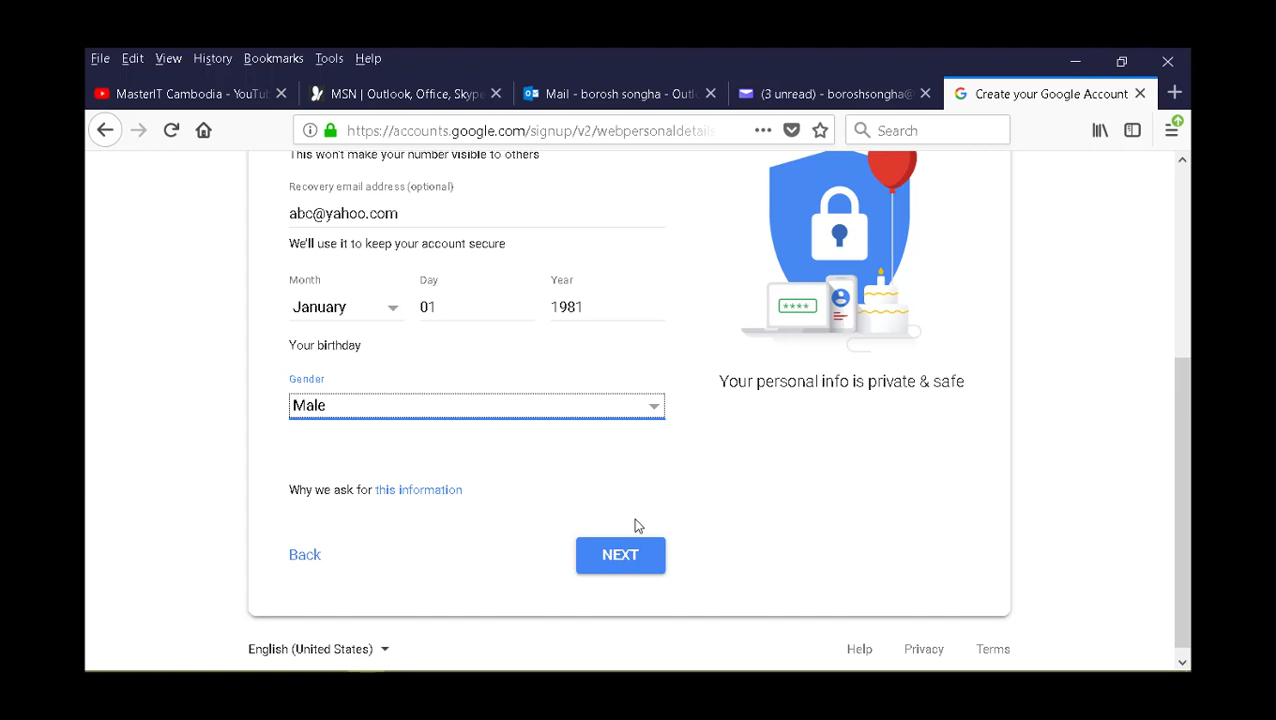 File Edit View History Bookmarks Tools Help
MasterIT Cambodia - YouTu
MSN | Outlook, Office, Skype
Mail - borosh songha - Outl
(3 unread) - boroshsongha@
Create your Google Account
https://accounts.google.com/signup/v2/webpersonaldetails
Search
This won't make your number visible to others
Recovery email address (optional)
abc@yahoo.com
We'll use it to keep your account secure
Month Day Year
January 01 1981
Your birthday
Gender
Male
Why we ask for this information
Back NEXT
****
Your personal info is private & safe
English (United States) Help Privacy Terms